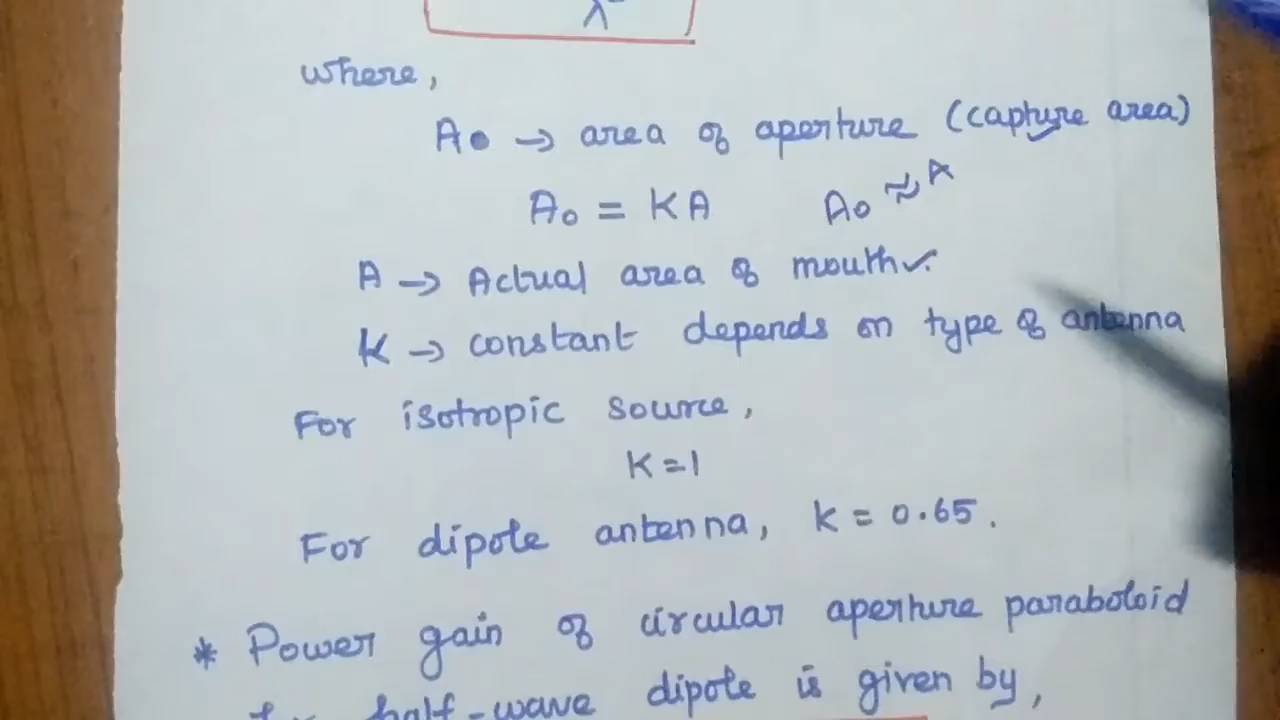 λ²
where,
A₀ → area of aperture (capture area)
A₀ = KA A₀ ≈ A
A → Actual area of mouth.
K → constant depends on type of antenna
For isotropic source,
K = 1
For dipole antenna, K = 0.65.
* Power gain of circular aperture paraboloid
half-wave dipole is given by,